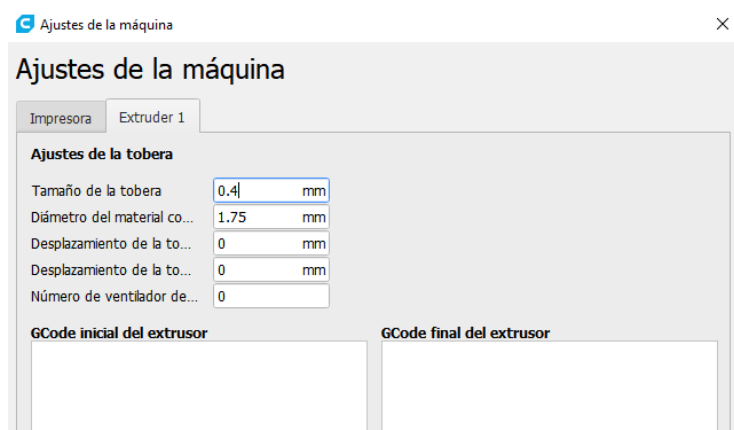 Ajustes de la máquina
Ajustes de la máquina
Impresora Extruder 1
Ajustes de la tobera
Tamaño de la tobera 0.4 mm
Diámetro del material co... 1.75 mm
Desplazamiento de la to... 0 mm
Desplazamiento de la to... 0 mm
Número de ventilador de... 0
GCode inicial del extrusor GCode final del extrusor